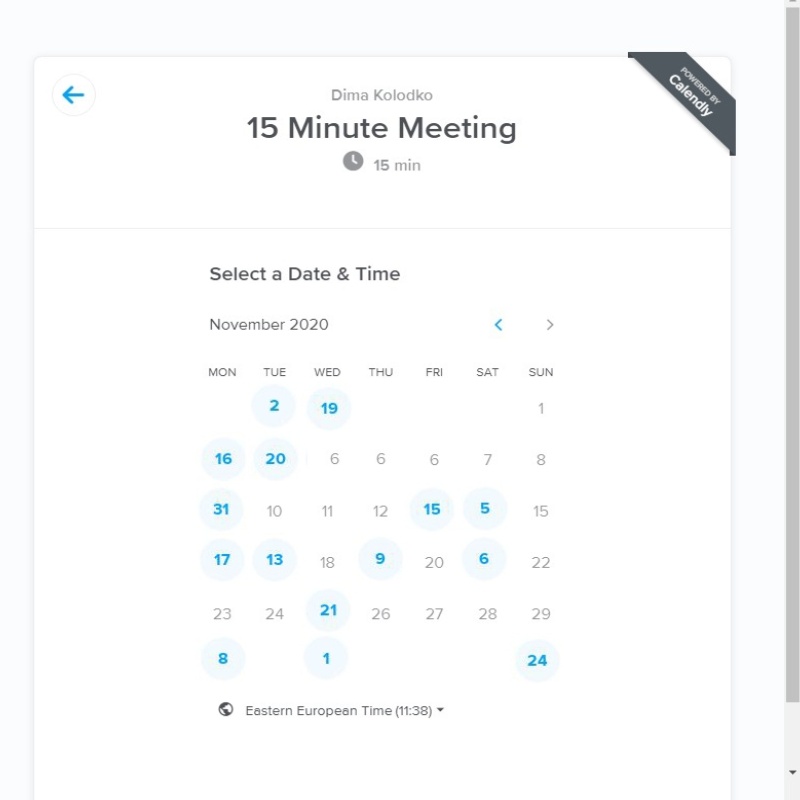 POWERED BY
Calendly
Dima Kolodko
15 Minute Meeting
15 min
Select a Date & Time
November 2020
MON TUE WED THU FRI SAT SUN
2 19 1
16 20 6 6 6 7 8
31 10 11 12 15 5 15
17 13 18 9 20 6 22
23 24 21 26 27 28 29
8 1 24
Eastern European Time (11:38)